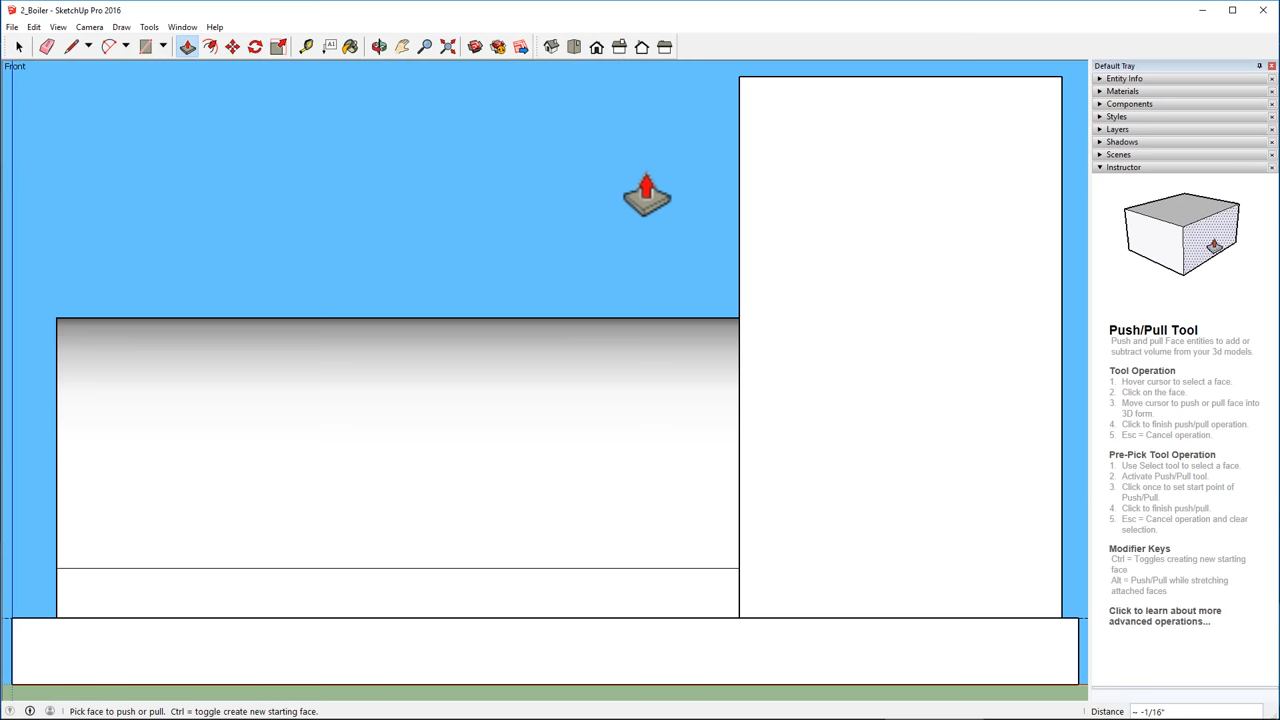 2_Boiler - SketchUp Pro 2016
File Edit View Camera Draw Tools Window Help
A1
Front
Default Tray
Entity Info
Materials
Components
Styles
Layers
Shadows
Scenes
Instructor
Push/Pull Tool
Push and pull Face entities to add or
subtract volume from your 3d models.
Tool Operation
1. Hover cursor to select a face.
2. Click on the face.
3. Move cursor to push or pull face into
3D form.
4. Click to finish push/pull operation.
5. Esc = Cancel operation.
Pre-Pick Tool Operation
1. Use Select tool to select a face.
2. Activate Push/Pull tool.
3. Click once to set start point of
Push/Pull.
4. Click to finish push/pull.
5. Esc = Cancel operation and clear
selection.
Modifier Keys
Ctrl = Toggles creating new starting
face
Alt = Push/Pull while stretching
attached faces
Click to learn about more
advanced operations...
Pick face to push or pull. Ctrl = toggle create new starting face.
Distance ~ -1/16"